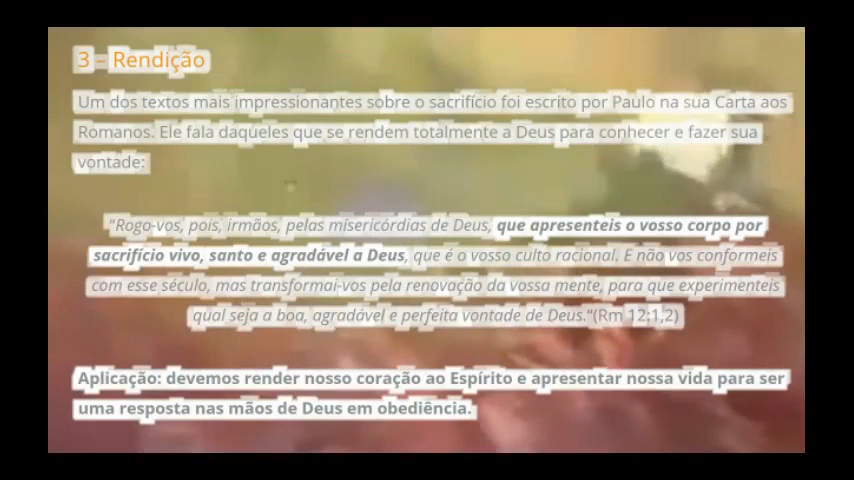 3 – Rendição
Um dos textos mais impressionantes sobre o sacrifício foi escrito por Paulo na sua Carta aos
Romanos. Ele fala daqueles que se rendem totalmente a Deus para conhecer e fazer sua
vontade:
"Rogo-vos, pois, irmãos, pelas misericórdias de Deus, que apresenteis o vosso corpo por
sacrifício vivo, santo e agradável a Deus, que é o vosso culto racional. E não vos conformeis
com esse século, mas transformai-vos pela renovação da vossa mente, para que experimenteis
qual seja a boa, agradável e perfeita vontade de Deus."(Rm 12:1,2)
Aplicação: devemos render nosso coração ao Espírito e apresentar nossa vida para ser
uma resposta nas mãos de Deus em obediência.